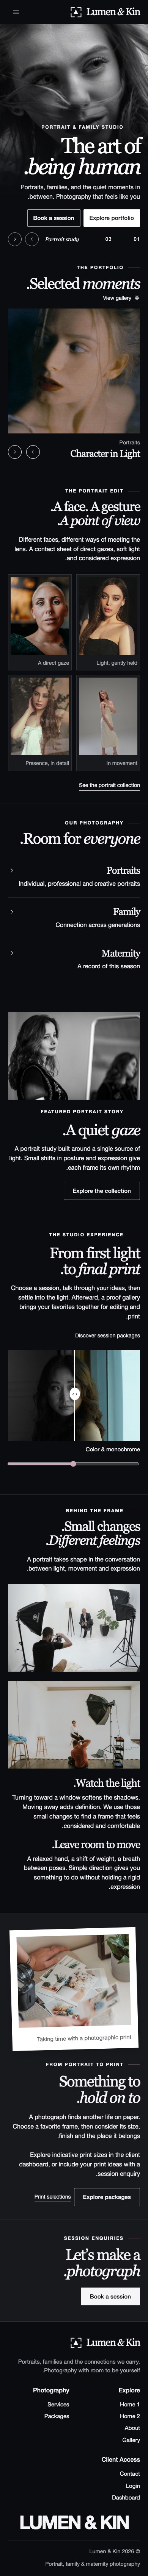 Lumen & Kin
PORTRAIT & FAMILY STUDIO
The art of
.being human
Portraits, families, and the quiet moments in
.between. Photography that feels like you
Book a session
Explore portfolio
Portrait study
03
01
THE PORTFOLIO
.Selected moments
View gallery
Portraits
Character in Light
THE PORTRAIT EDIT
.A face. A gesture
.A point of view
Different faces, different ways of meeting the
lens. A contact sheet of direct gazes, soft light
.and considered expression
A direct gaze
Light, gently held
Presence, in detail
In movement
See the portrait collection
OUR PHOTOGRAPHY
.Room for everyone
Portraits
Individual, professional and creative portraits
Family
Connection across generations
Maternity
A record of this season
FEATURED PORTRAIT STORY
.A quiet gaze
A portrait study built around a single source of
light. Small shifts in posture and expression give
.each frame its own rhythm
Explore the collection
THE STUDIO EXPERIENCE
From first light
.to final print
Choose a session, talk through your ideas, then
settle into the light. Afterward, a proof gallery
brings your favorites together for editing and
.print
Discover session packages
Color & monochrome
BEHIND THE FRAME
.Small changes
.Different feelings
A portrait takes shape in the conversation
.between light, movement and expression
.Watch the light
Turning toward a window softens the shadows.
Moving away adds definition. We use those
small changes to find a frame that feels
.considered and comfortable
.Leave room to move
A relaxed hand, a shift of weight, a breath
between poses. Simple direction gives you
something to do without holding a rigid
.expression
Taking time with a photographic print
FROM PORTRAIT TO PRINT
Something to
.hold on to
A photograph finds another life on paper.
Choose a favorite frame, then consider its size,
.finish and the place it belongs
Explore indicative print sizes in the client
dashboard, or include your print ideas with a
.session enquiry
Print selections
Explore packages
SESSION ENQUIRIES
Let's make a
.photograph
Book a session
Lumen & Kin
Portraits, families and the connections we carry.
.Photography with room to be yourself
Photography
Explore
Services
Home 1
Packages
Home 2
About
Gallery
Client Access
Contact
Login
Dashboard
LUMEN & KIN
Lumen & Kin 2026 ©
Portrait, family & maternity photography